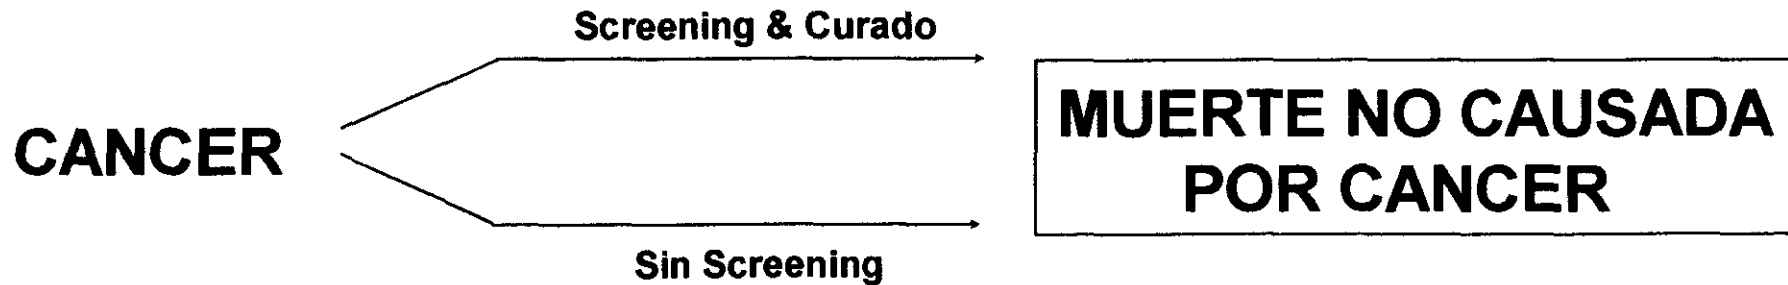 Screening & Curado
CANCER
MUERTE NO CAUSADA
POR CANCER
Sin Screening